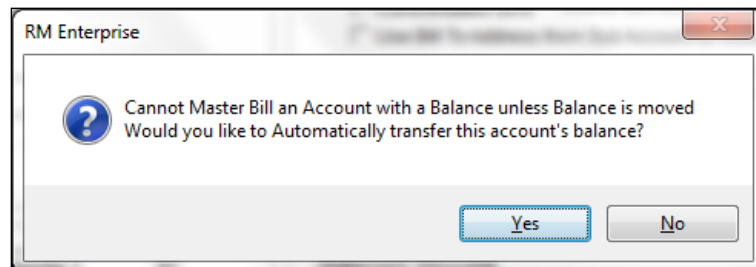 RM Enterprise
Cannot Master Bill an Account with a Balance unless Balance is moved
Would you like to Automatically transfer this account's balance?
Yes
No